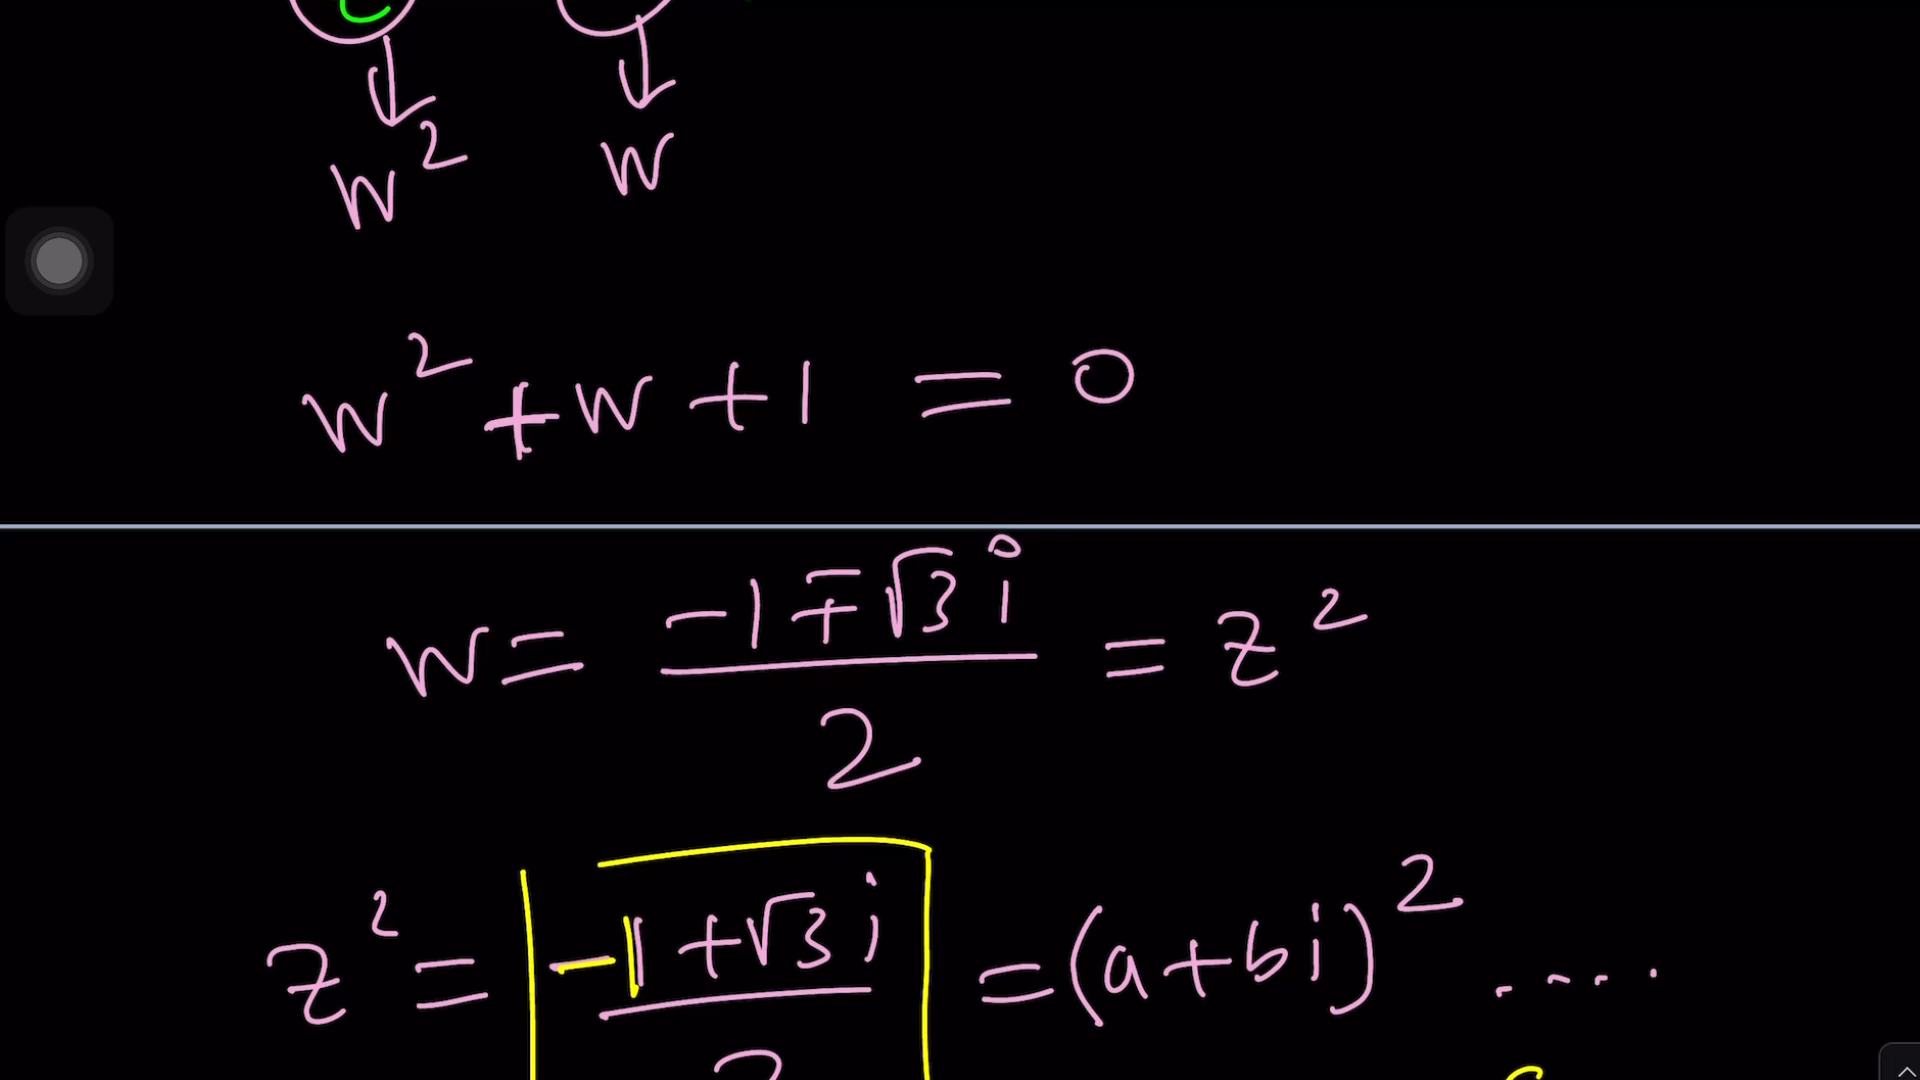 w² w
w² + w + 1 = 0
w = (-1 ∓ √3 i)/2 = z²
z² = (-1 + √3 i)/2 = (a + bi)² ....